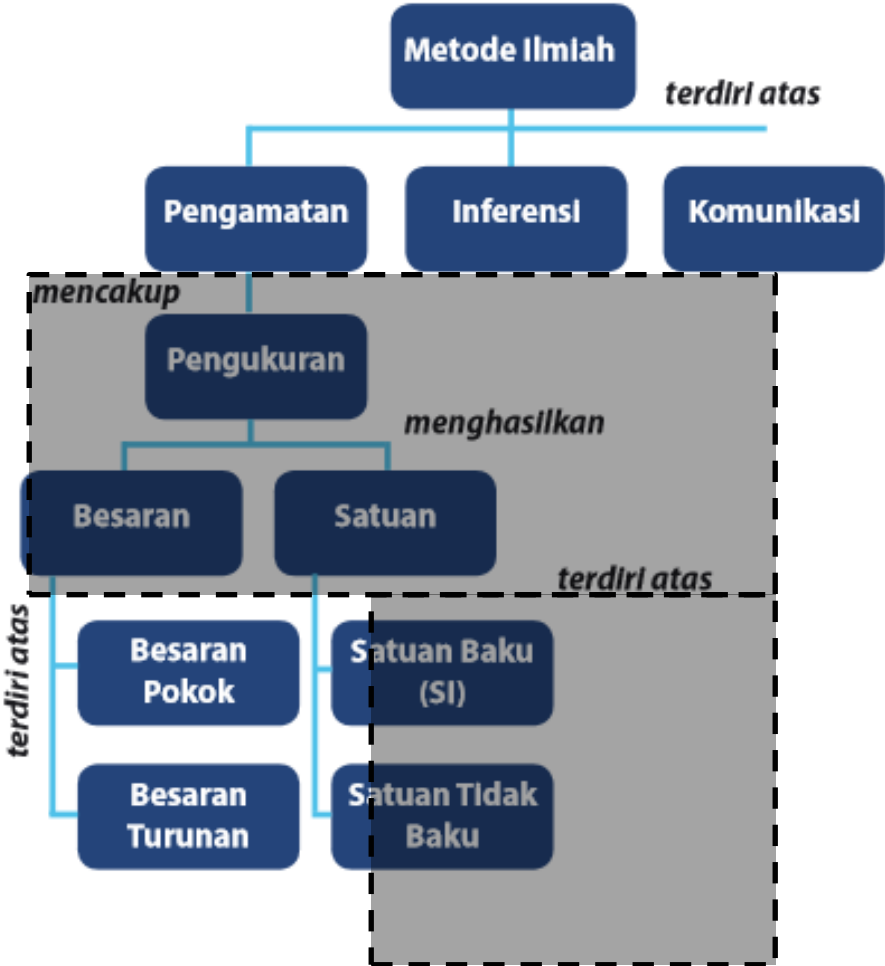 Metode Ilmiah
terdiri atas
Pengamatan
Inferensi
Komunikasi
mencakup
Pengukuran
menghasilkan
Besaran
Satuan
terdiri atas
terdiri atas
Besaran
Pokok
Satuan Baku
(SI)
Besaran
Turunan
Satuan Tidak
Baku